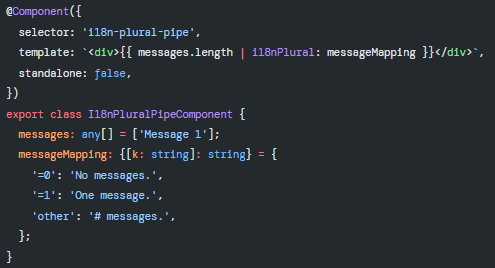 @Component({
  selector: 'i18n-plural-pipe',
  template: `<div>{{ messages.length | i18nPlural: messageMapping }}</div>`,
  standalone: false,
})
export class I18nPluralPipeComponent {
  messages: any[] = ['Message 1'];
  messageMapping: {[k: string]: string} = {
    '=0': 'No messages.',
    '=1': 'One message.',
    'other': '# messages.',
  };
}